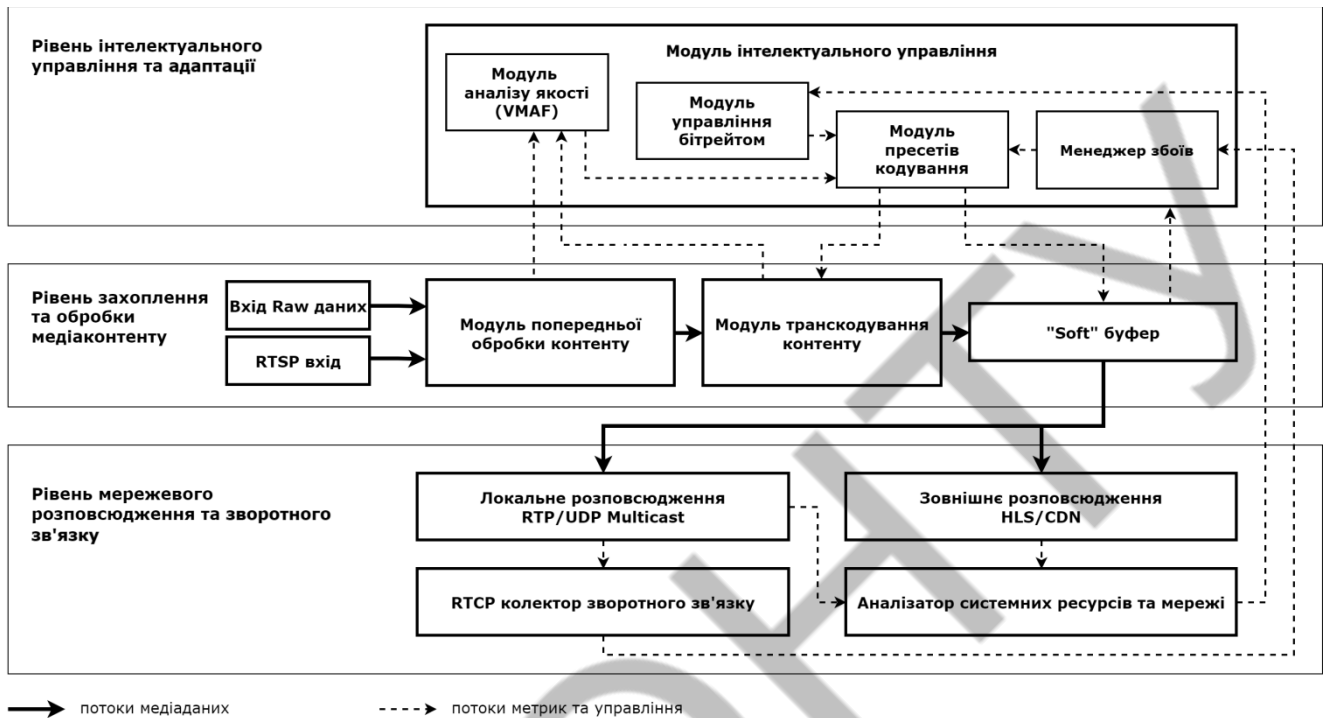 Рівень інтелектуального
управління та адаптації
Модуль інтелектуального управління
Модуль
аналізу якості
(VMAF)
Модуль
управління
бітрейтом
Модуль
пресетів
кодування
Менеджер збоїв
Рівень захоплення
та обробки
медіаконтенту
Вхід Raw даних
RTSP вхід
Модуль попередньої
обробки контенту
Модуль транскодування
контенту
"Soft" буфер
Рівень мережевого
розповсюдження та зворотного
зв'язку
Локальне розповсюдження
RTP/UDP Multicast
Зовнішнє розповсюдження
HLS/CDN
RTCP колектор зворотного зв'язку
Аналізатор системних ресурсів та мережі
потоки медіаданих
потоки метрик та управління